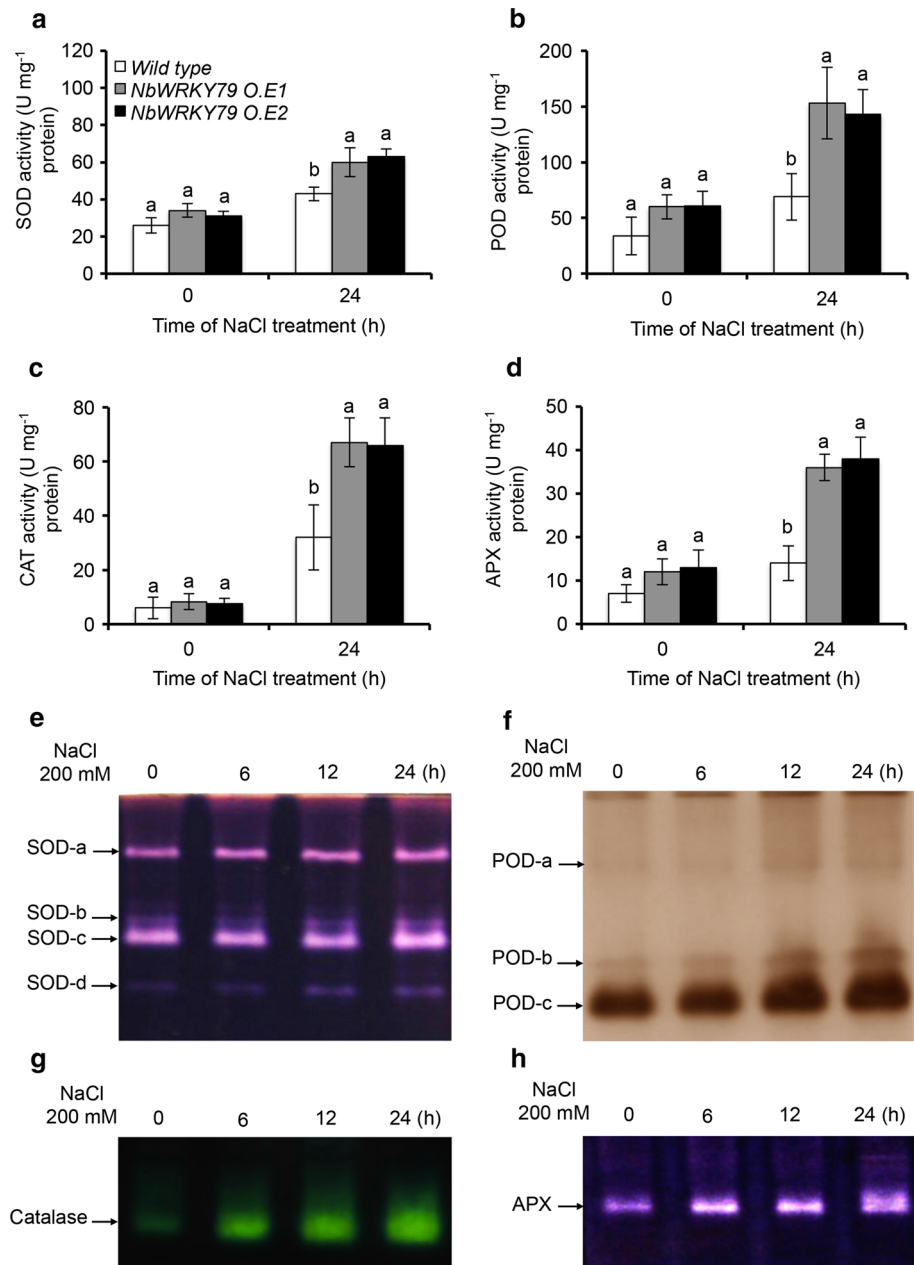 a
SOD activity (U mg-1
protein)
120
100
80
60
40
20
0
Wild type
NbWRKY79 O.E1
NbWRKY79 O.E2
a
a
a
b
a
a
0
24
Time of NaCl treatment (h)
b
POD activity (U mg-1
protein)
200
150
100
50
0
a
a
a
b
a
a
0
24
Time of NaCl treatment (h)
c
CAT activity (U mg-1
protein)
80
60
40
20
0
a
a
a
b
a
a
0
24
Time of NaCl treatment (h)
d
APX activity (U mg-1
protein)
50
40
30
20
10
0
a
a
a
b
a
a
0
24
Time of NaCl treatment (h)
e
NaCl
200 mM 0 6 12 24 (h)
SOD-a
SOD-b
SOD-c
SOD-d
f
NaCl
200 mM 0 6 12 24 (h)
POD-a
POD-b
POD-c
g
NaCl
200 mM 0 6 12 24 (h)
Catalase
h
NaCl
200 mM 0 6 12 24 (h)
APX